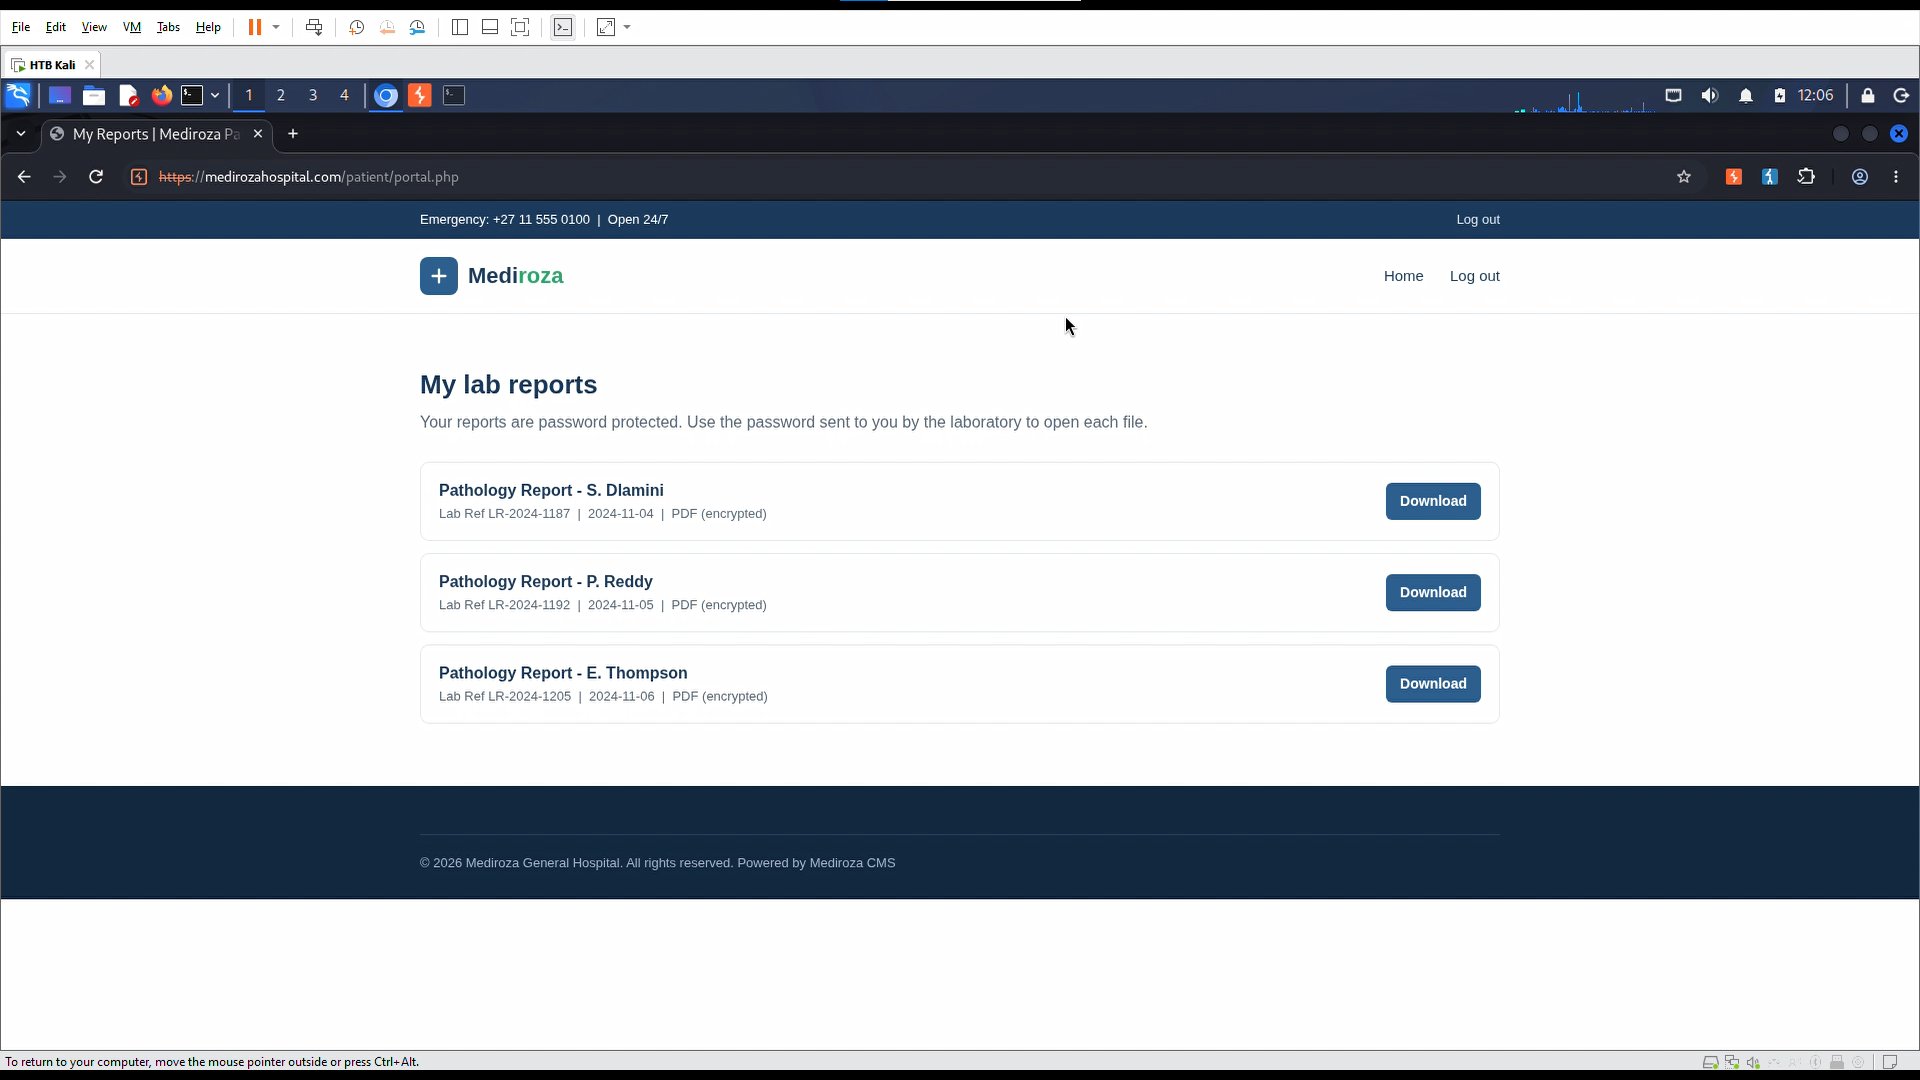 File Edit View VM Tabs Help
HTB Kali
1 2 3 4 12:06
My Reports | Mediroza Pa
https://medirozahospital.com/patient/portal.php
Emergency: +27 11 555 0100 | Open 24/7 Log out
Mediroza Home Log out
My lab reports
Your reports are password protected. Use the password sent to you by the laboratory to open each file.
Pathology Report - S. Dlamini
Lab Ref LR-2024-1187 | 2024-11-04 | PDF (encrypted)
Download
Pathology Report - P. Reddy
Lab Ref LR-2024-1192 | 2024-11-05 | PDF (encrypted)
Download
Pathology Report - E. Thompson
Lab Ref LR-2024-1205 | 2024-11-06 | PDF (encrypted)
Download
© 2026 Mediroza General Hospital. All rights reserved. Powered by Mediroza CMS
To return to your computer, move the mouse pointer outside or press Ctrl+Alt.